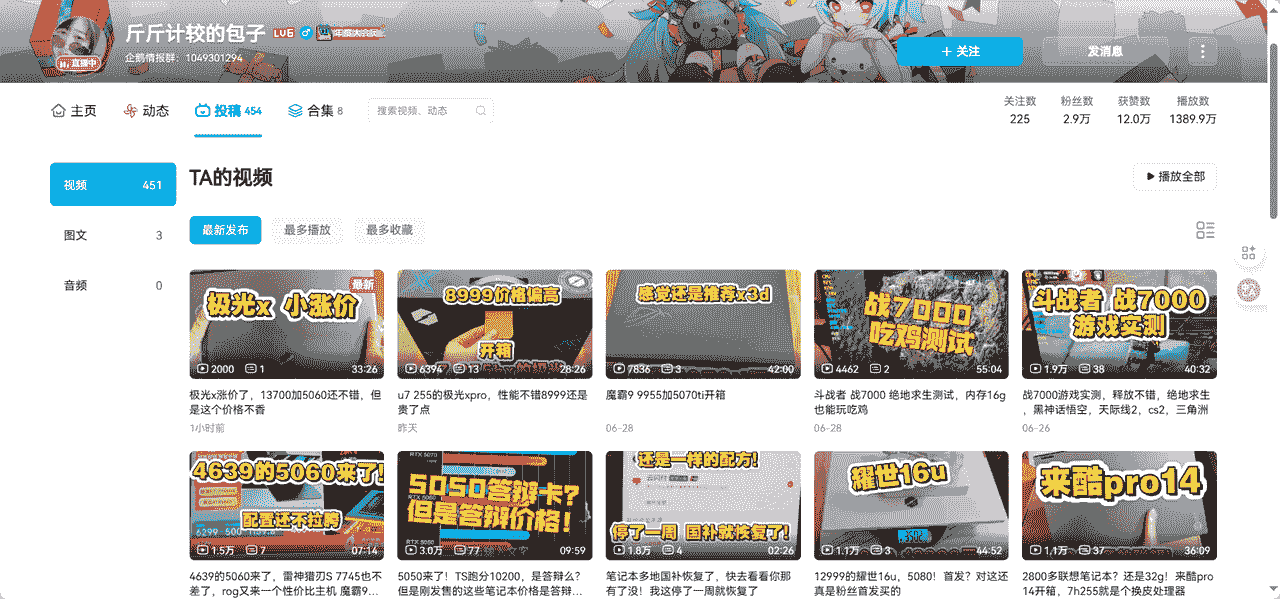 斤斤计较的包子 LV6 年度大会员
企鹅情报群：1049301294
直播中
+ 关注
发消息
主页
动态
投稿 454
合集 8
搜索视频、动态
关注数
225
粉丝数
2.9万
获赞数
12.0万
播放数
1389.9万
视频 451
图文 3
音频 0
TA的视频
播放全部
最新发布
最多播放
最多收藏
最新
极光x 小涨价
2000 1 33:26
极光x涨价了，13700加5060还不错，但
是这个价格不香
1小时前
8999价格偏高
开箱
6394 13 28:26
u7 255的极光xpro，性能不错8999还是
贵了点
昨天
感觉还是推荐x3d
7836 3 42:00
魔霸9 9955加5070ti开箱
06-28
战7000
吃鸡测试
4462 2 55:04
斗战者 战7000 绝地求生测试，内存16g
也能玩吃鸡
06-28
斗战者 战7000
游戏实测
1.9万 38 40:32
战7000游戏实测，释放不错，绝地求生
，黑神话悟空，天际线2，cs2，三角洲
06-26
4639的5060来了！
配置还不拉胯
1.5万 7 07:14
4639的5060来了，雷神猎刃S 7745也不
差了，rog又来一个性价比主机 魔霸9…
RTX 5070
5050答辩卡？
但是答辩价格！
RTX 5050
3.0万 77 09:59
5050来了！TS跑分10200，是答辩么？
但是刚发售的这些笔记本价格是答辩…
还是一样的配方！
停了一周 国补就恢复了！
1.8万 4 02:26
笔记本多地国补恢复了，快去看看你那
有了没！我这停了一周就恢复了
耀世16u
1.1万 3 44:52
12999的耀世16u，5080！首发？对这还
真是粉丝首发买的
来酷pro14
1.1万 37 36:09
2800多联想笔记本？还是32g！来酷pro
14开箱，7h255就是个换皮处理器